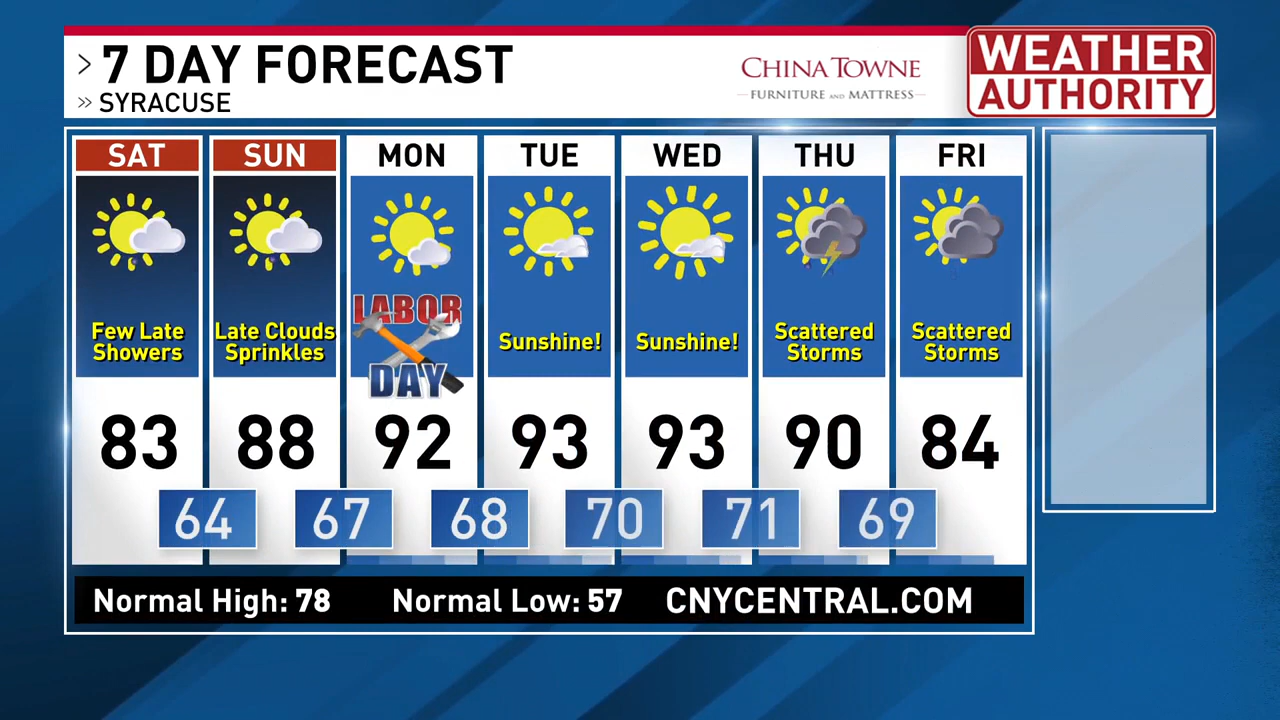 > 7 DAY FORECAST
» SYRACUSE
CHINA TOWNE
FURNITURE AND MATTRESS
WEATHER
AUTHORITY
SAT SUN MON TUE WED THU FRI
Few Late
Showers
Late Clouds
Sprinkles
LABOR
DAY
Sunshine!
Sunshine!
Scattered
Storms
Scattered
Storms
83 88 92 93 93 90 84
64 67 68 70 71 69
Normal High: 78 Normal Low: 57 CNYCENTRAL.COM